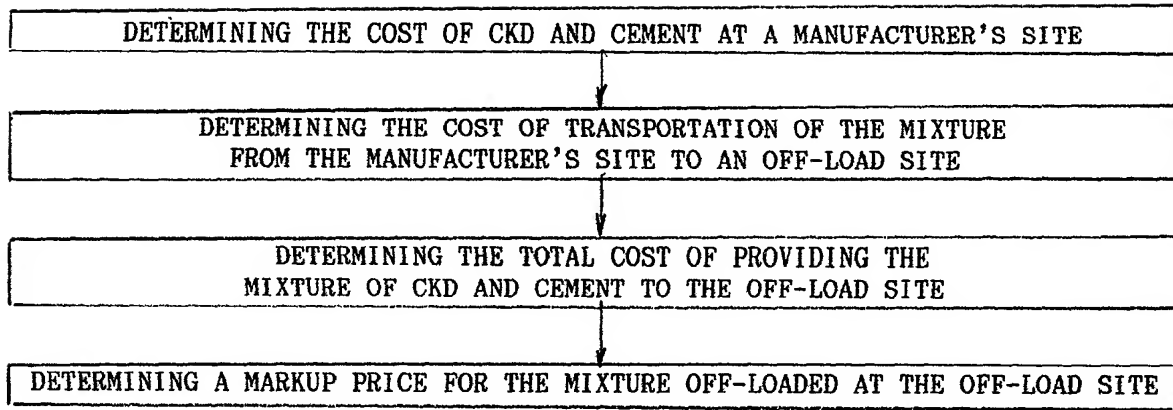 DETERMINING THE COST OF CKD AND CEMENT AT A MANUFACTURER'S SITE
DETERMINING THE COST OF TRANSPORTATION OF THE MIXTURE
FROM THE MANUFACTURER'S SITE TO AN OFF-LOAD SITE
DETERMINING THE TOTAL COST OF PROVIDING THE
MIXTURE OF CKD AND CEMENT TO THE OFF-LOAD SITE
DETERMINING A MARKUP PRICE FOR THE MIXTURE OFF-LOADED AT THE OFF-LOAD SITE